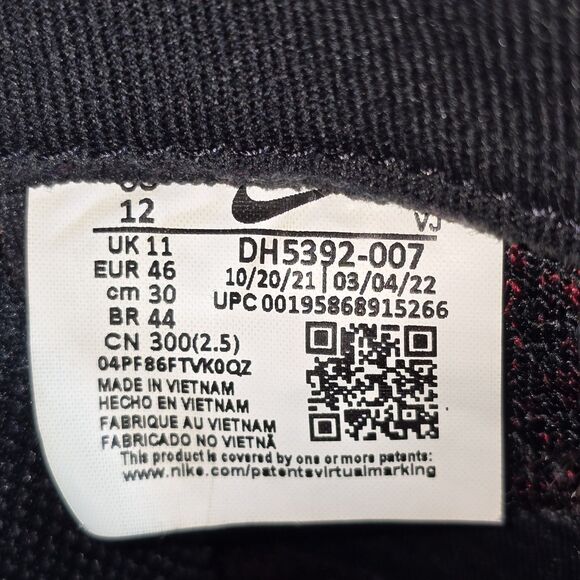 12
VJ
UK 11
EUR 46
cm 30
BR 44
CN 300(2.5)
DH5392-007
10/20/21 | 03/04/22
UPC 00195868915266
04PF86FTVK0QZ
MADE IN VIETNAM
HECHO EN VIETNAM
FABRIQUE AU VIETNAM
FABRICADO NO VIETNÃ
This product is covered by one or more patents:
www.nike.com/patentsvirtualmarking